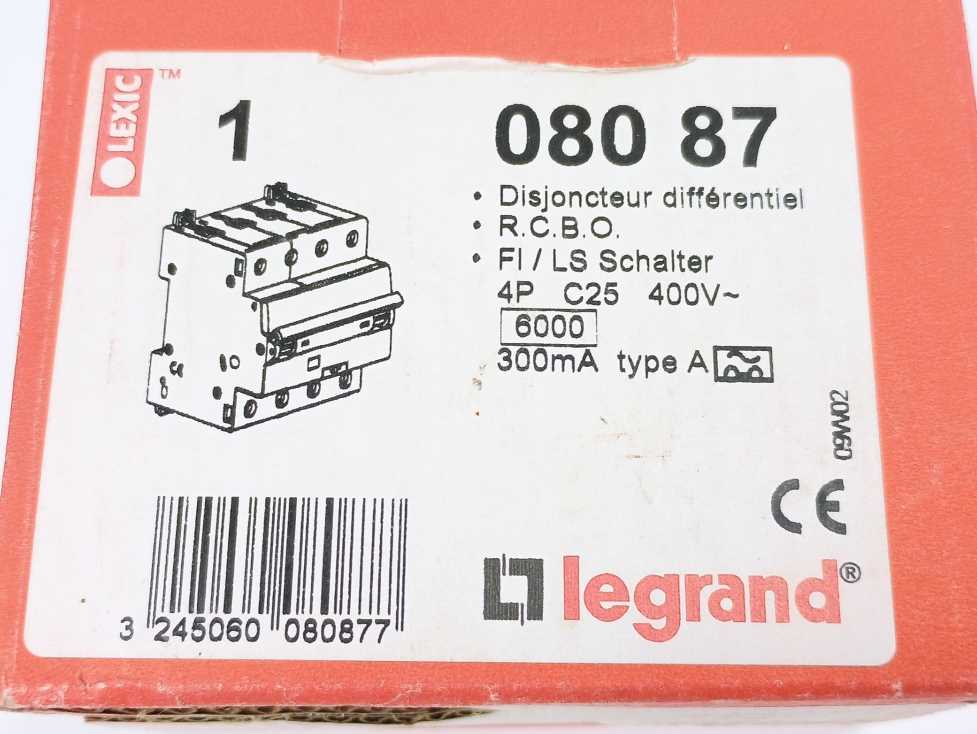 LEXIC™
1
080 87
• Disjoncteur différentiel
• R.C.B.O.
• FI / LS Schalter
4P C25 400V~
6000
300mA type A
09W02
CE
3 245060 080877
legrand®